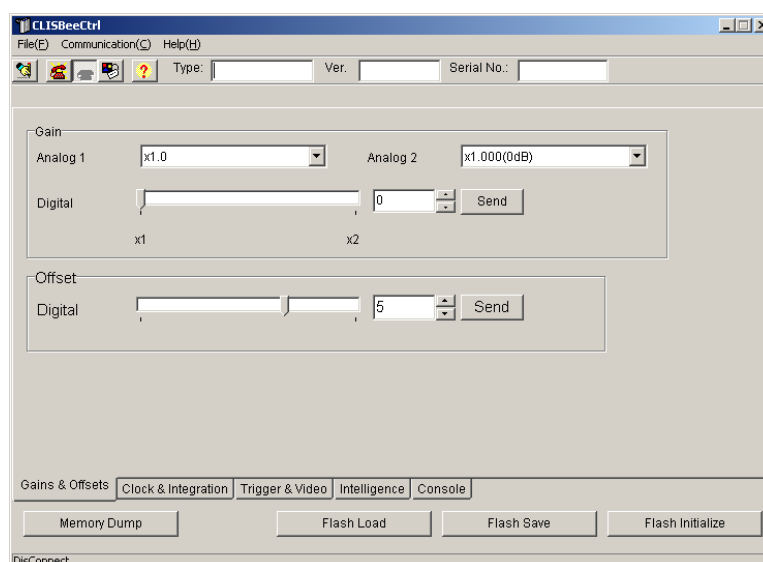 CLISBeeCtrl
File(F) Communication(C) Help(H)
? Type: Ver. Serial No.:
Gain
Analog 1 x1.0 Analog 2 x1.000(0dB)
Digital 0 Send
x1 x2
Offset
Digital 5 Send
Gains & Offsets Clock & Integration Trigger & Video Intelligence Console
Memory Dump Flash Load Flash Save Flash Initialize
DisConnect